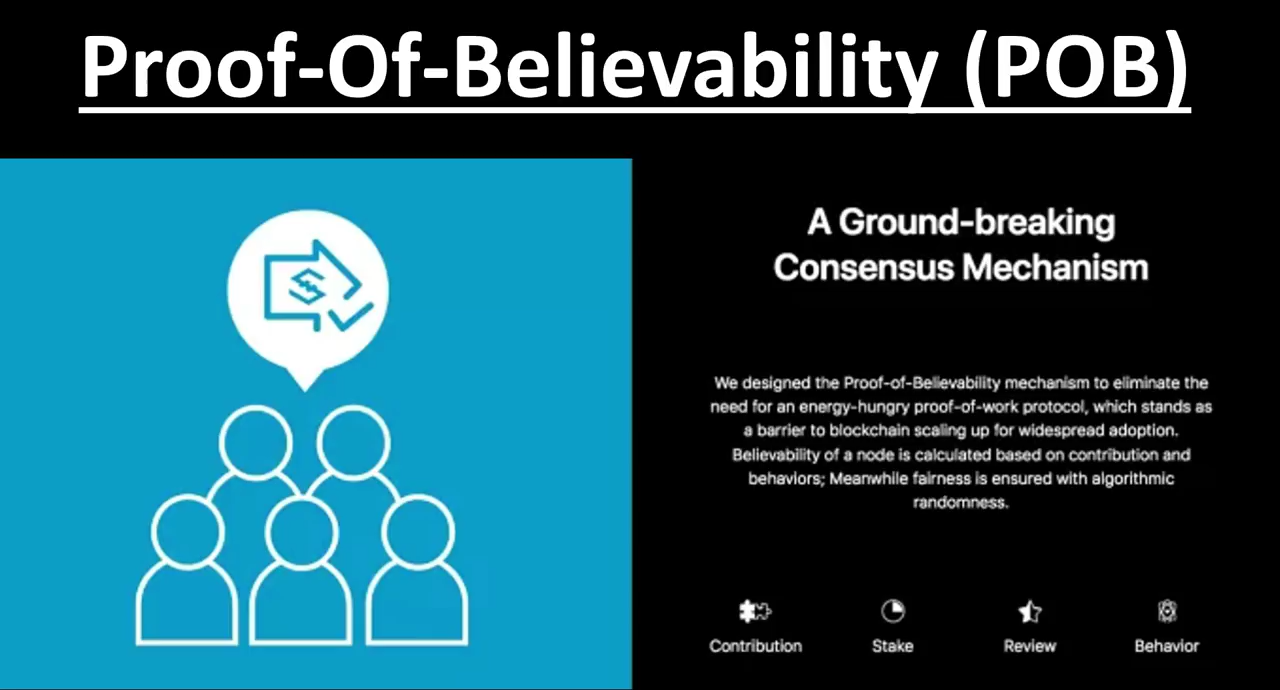 Proof-Of-Believability (POB)
A Ground-breaking
Consensus Mechanism
We designed the Proof-of-Believability mechanism to eliminate the
need for an energy-hungry proof-of-work protocol, which stands as
a barrier to blockchain scaling up for widespread adoption.
Believability of a node is calculated based on contribution and
behaviors; Meanwhile fairness is ensured with algorithmic
randomness.
Contribution
Stake
Review
Behavior